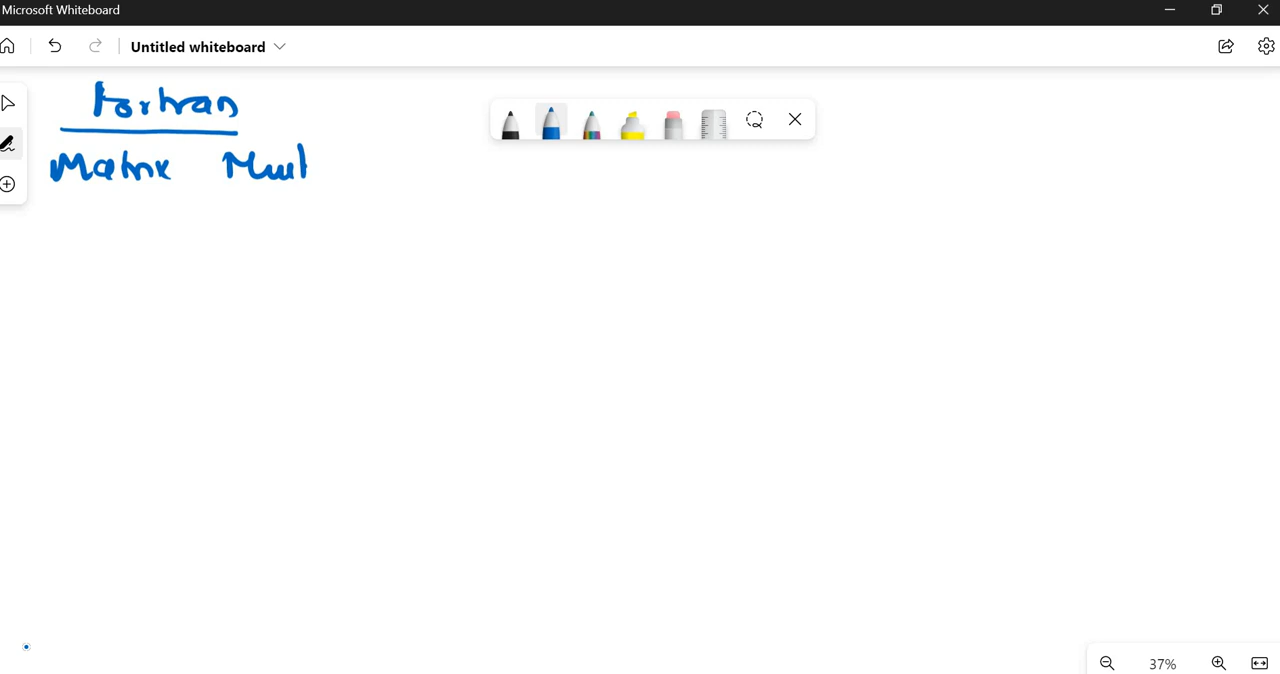 Microsoft Whiteboard
Untitled whiteboard
Fortran
Matrix Mul
37%